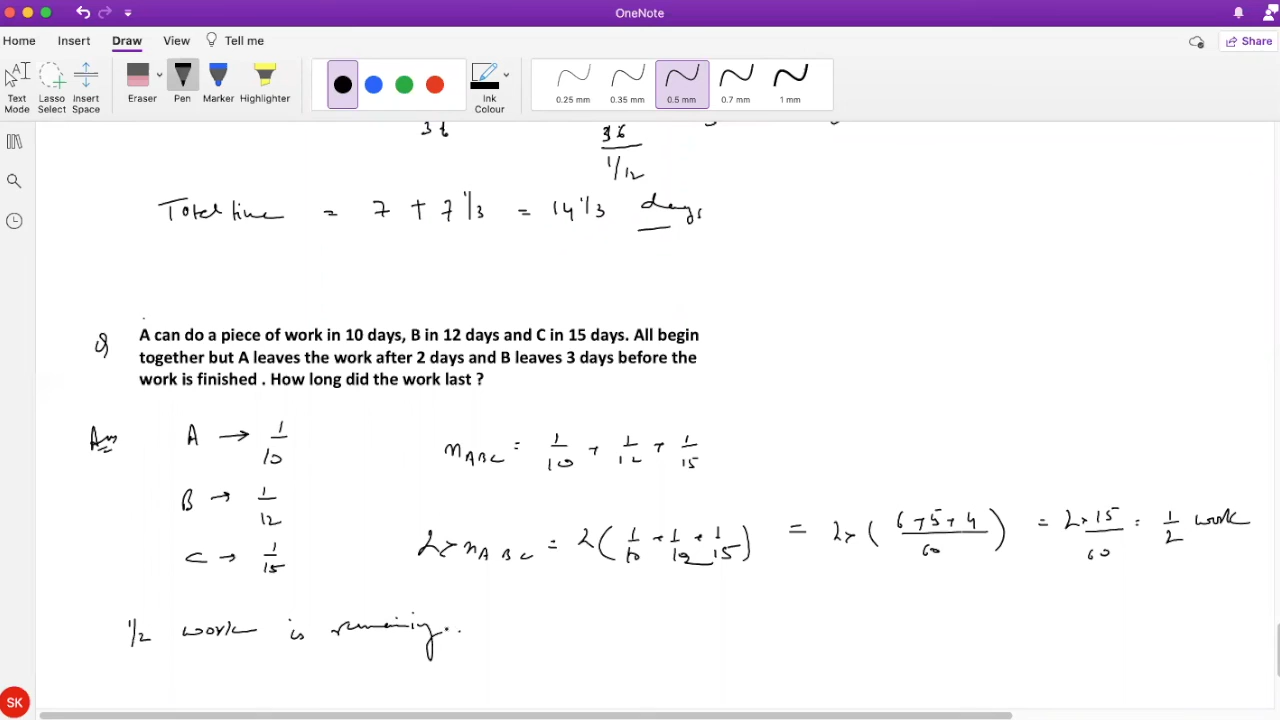 OneNote
Home Insert Draw View Tell me Share
Text Mode Lasso Select Insert Space Eraser Pen Marker Highlighter Ink Colour 0.25 mm 0.35 mm 0.5 mm 0.7 mm 1 mm
36 36
1/12
Total time = 7 + 7 1/3 = 14 1/3 days
Q A can do a piece of work in 10 days, B in 12 days and C in 15 days. All begin
together but A leaves the work after 2 days and B leaves 3 days before the
work is finished . How long did the work last ?
Ans A → 1/10 n_ABC = 1/10 + 1/12 + 1/15
B → 1/12
2 × n_ABC = 2(1/10 + 1/12 + 1/15) = 2 × (6+5+4/60) = 2×15/60 = 1/2 work
C → 1/15
1/2 work is remaining..
SK